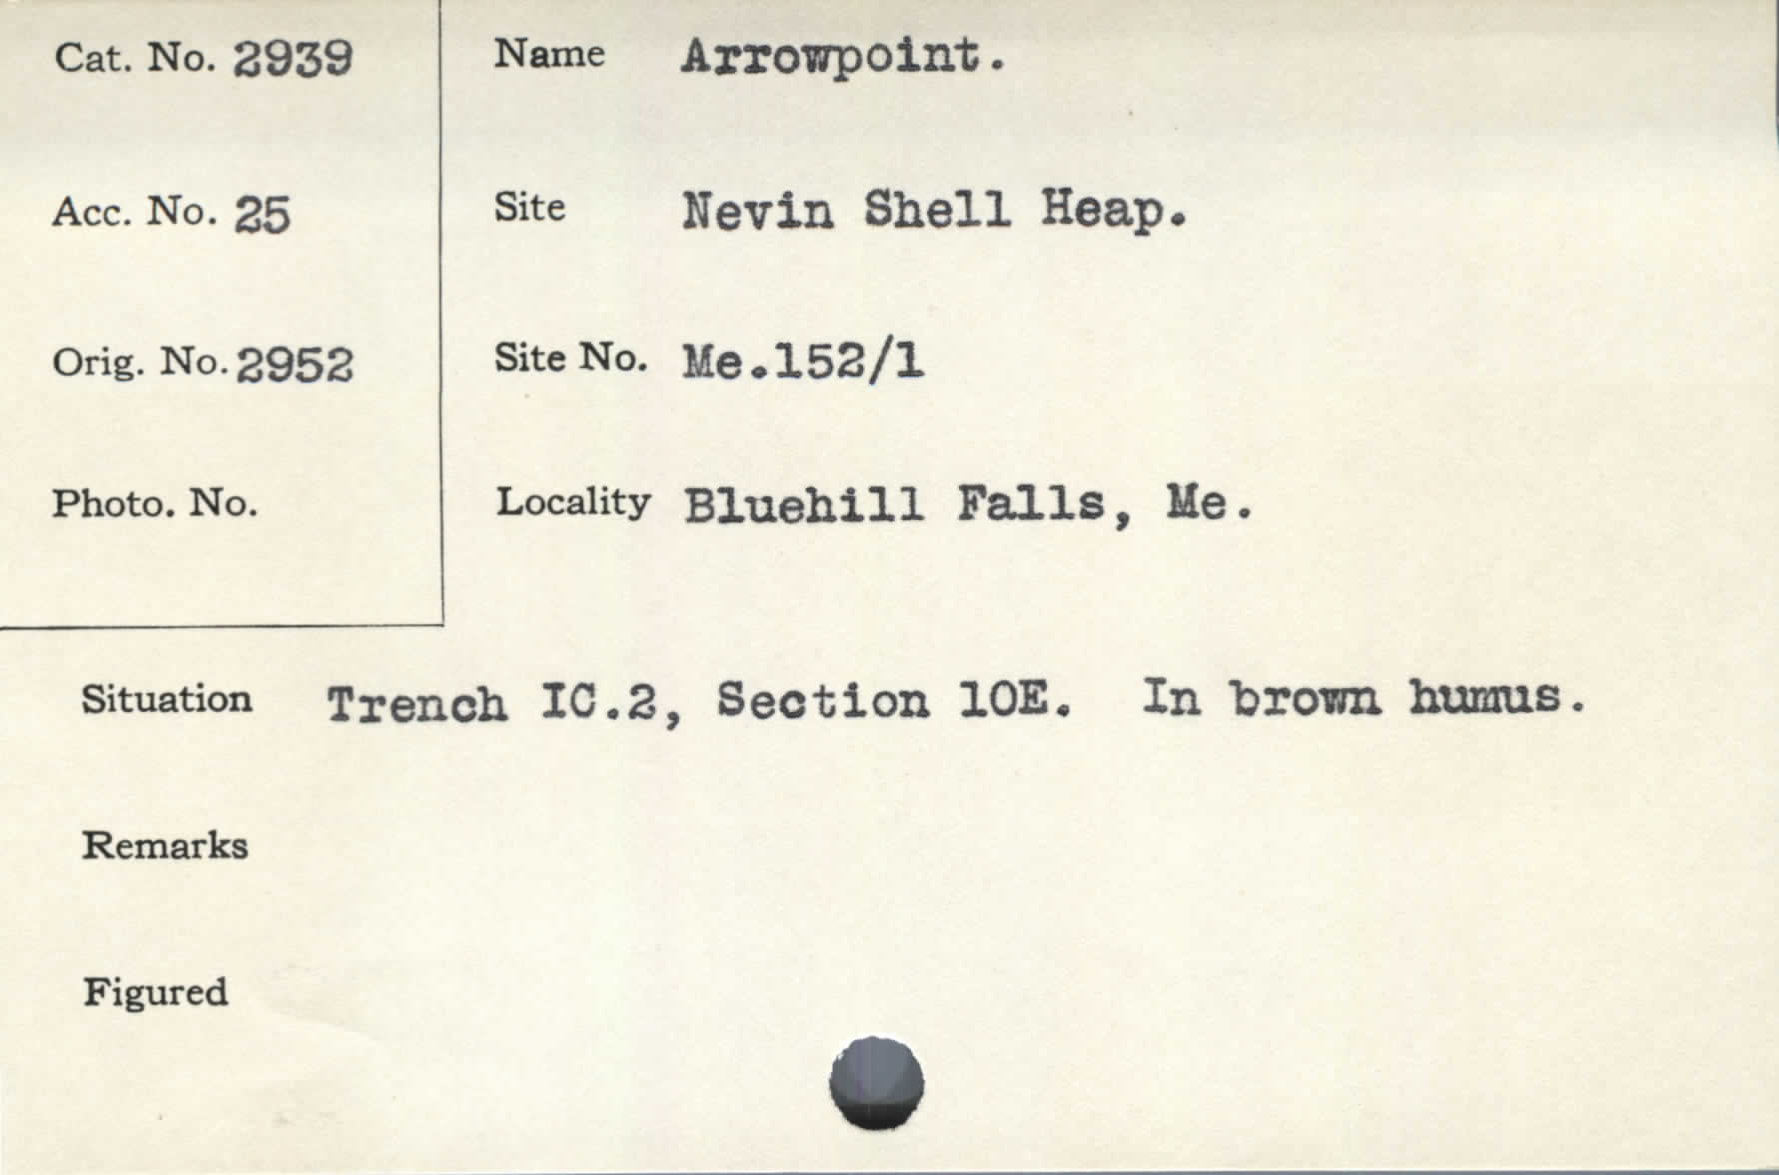 Cat. No. 2939
Acc. No. 25
Orig. No. 2952
Photo. No.
Name Arrowpoint.
Site Nevin Shell Heap.
Site No. Me.152/1
Locality Bluehill Falls, Me.
Situation Trench IC.2, Section 10E. In brown humus.
Remarks
Figured